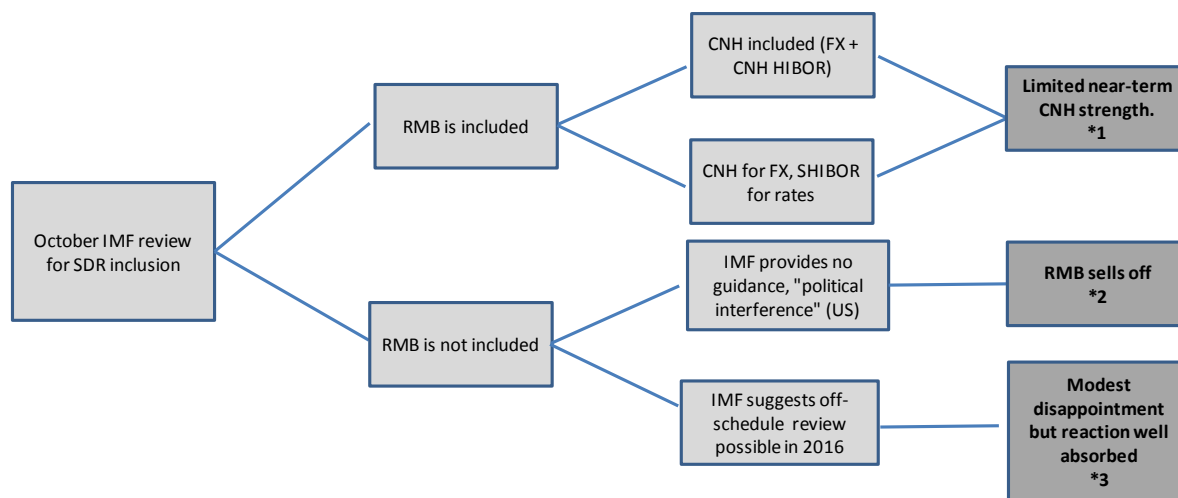 October IMF review
for SDR inclusion
RMB is included
RMB is not included
CNH included (FX +
CNH HIBOR)
CNH for FX, SHIBOR
for rates
IMF provides no
guidance, "political
interference" (US)
IMF suggests off-
schedule review
possible in 2016
Limited near-term
CNH strength.
*1
RMB sells off
*2
Modest
disappointment
but reaction well
absorbed
*3